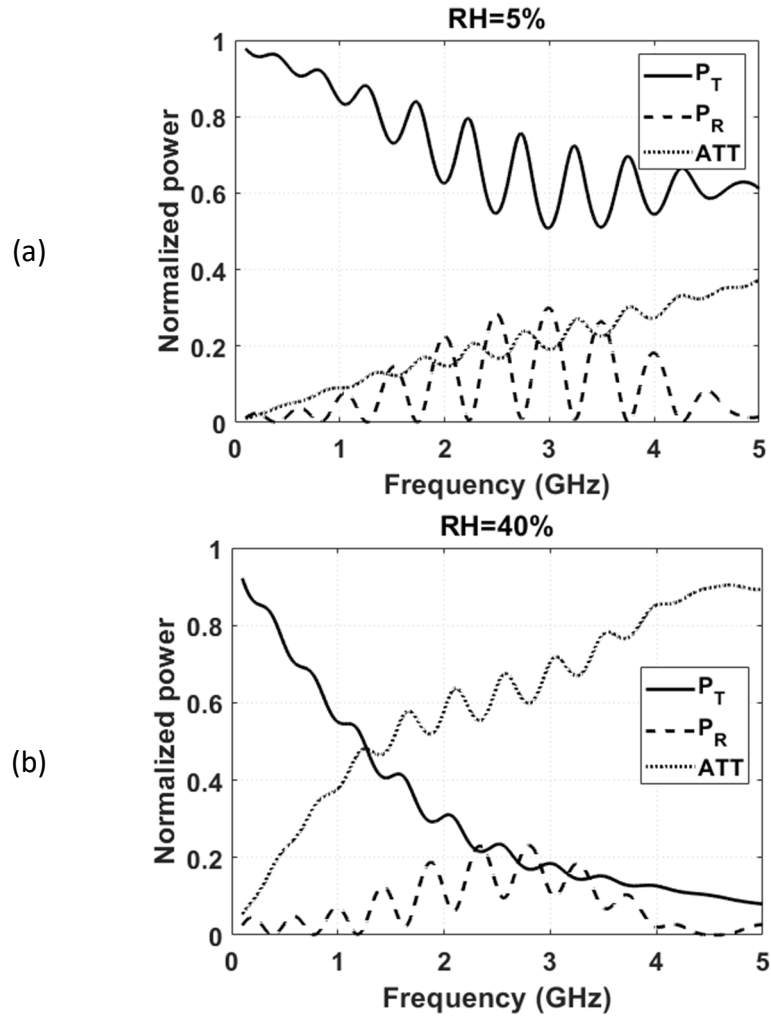 RH=5%
1
0.8
0.6
0.4
0.2
0
Normalized power
P_T
P_R
ATT
(a)
0 1 2 3 4 5
Frequency (GHz)
RH=40%
1
0.8
0.6
0.4
0.2
0
Normalized power
P_T
P_R
ATT
(b)
0 1 2 3 4 5
Frequency (GHz)